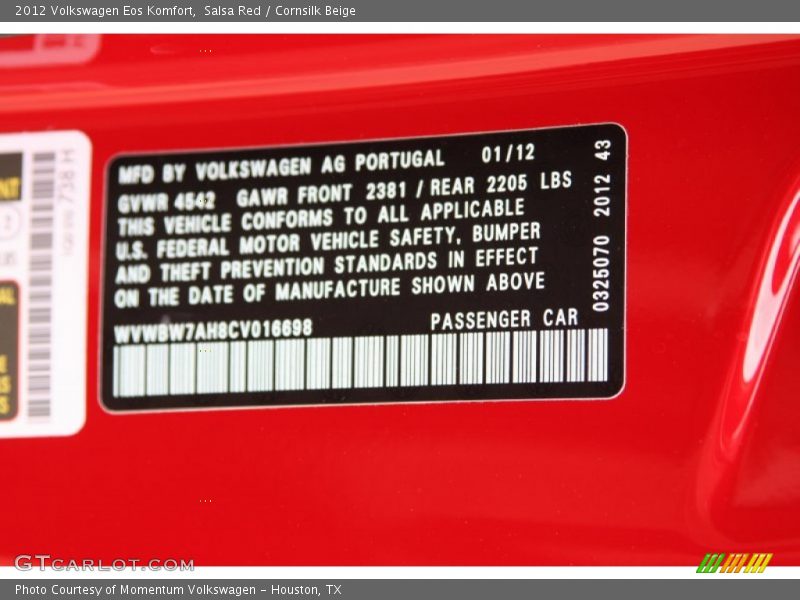 2012 Volkswagen Eos Komfort, Salsa Red / Cornsilk Beige
MFD BY VOLKSWAGEN AG PORTUGAL 01/12
GVWR 4542 GAWR FRONT 2381 / REAR 2205 LBS
THIS VEHICLE CONFORMS TO ALL APPLICABLE
U.S. FEDERAL MOTOR VEHICLE SAFETY, BUMPER
AND THEFT PREVENTION STANDARDS IN EFFECT
ON THE DATE OF MANUFACTURE SHOWN ABOVE
WVWBW7AH8CV016698 PASSENGER CAR
0325070 2012 43
738 H
GTCARLOT.COM
Photo Courtesy of Momentum Volkswagen - Houston, TX